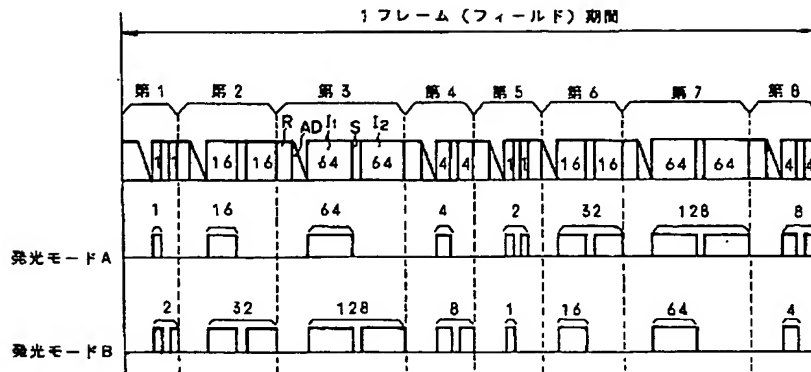 1フレーム(フィールド)期間
第1 第2 第3 第4 第5 第6 第7 第8
R AD I1 S I2
1 1 16 16 64 64 4 4 1 1 16 16 64 64 4 4
1 16 64 4 2 32 128 8
発光モードA
2 32 128 8 1 16 64 4
発光モードB